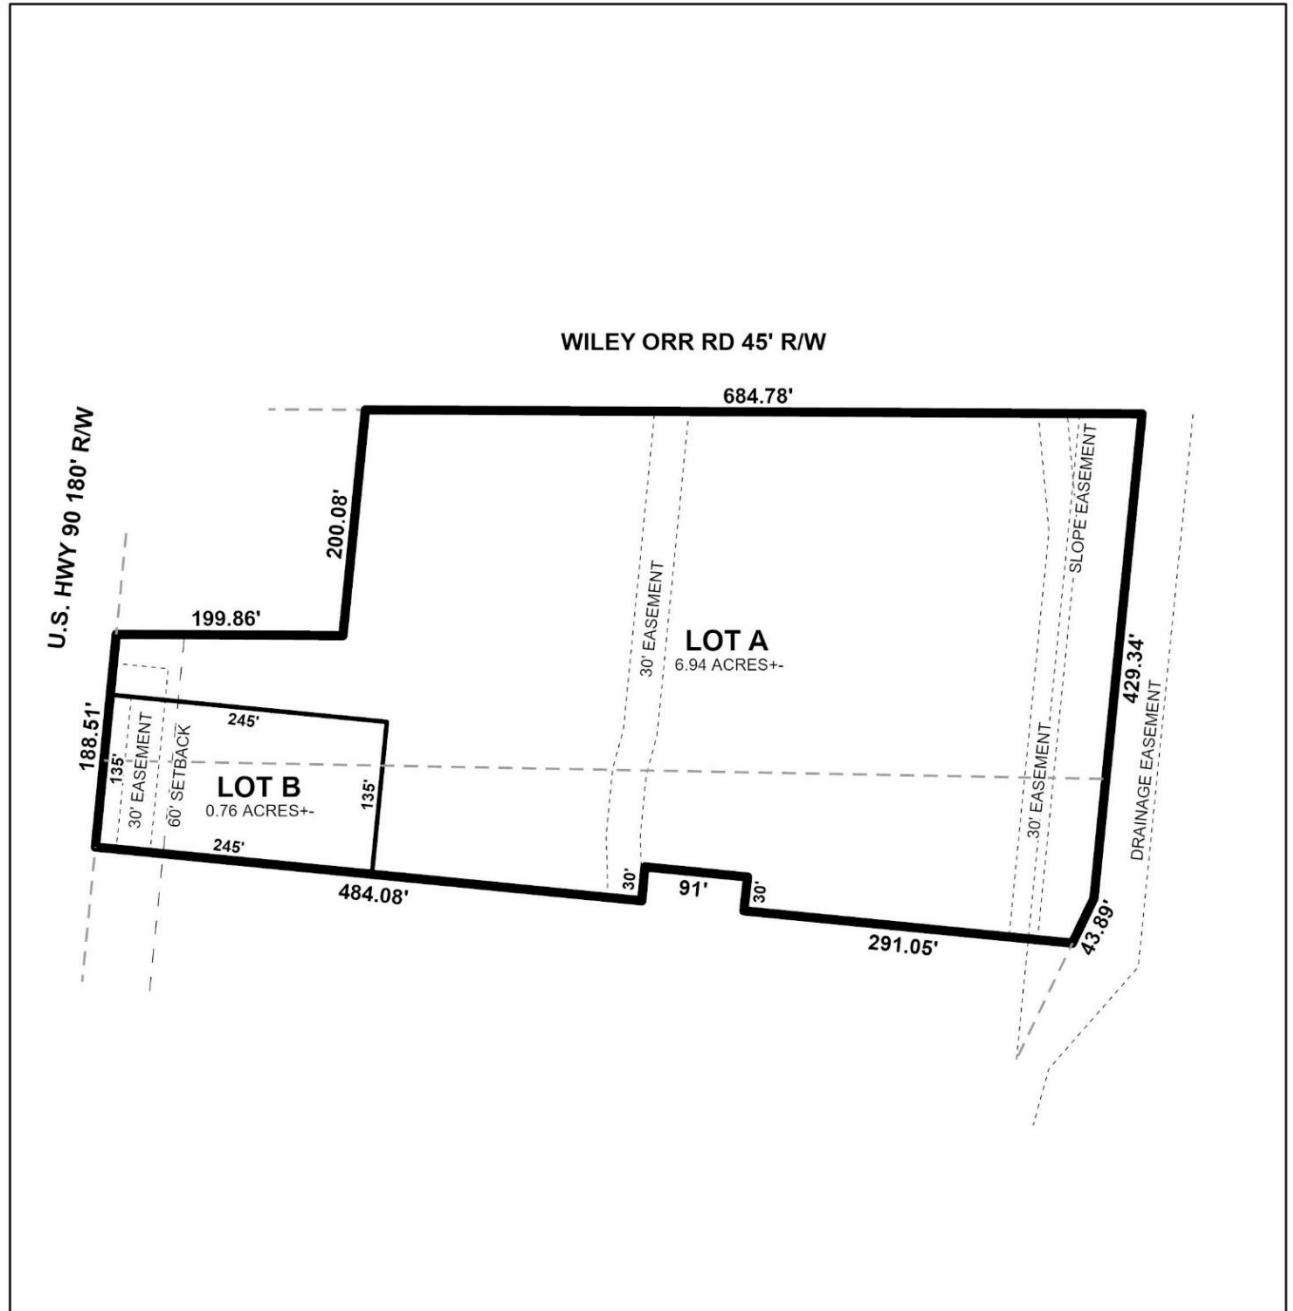 WILEY ORR RD 45' R/W
684.78'
U.S. HWY 90 180' R/W
200.08'
SLOPE EASEMENT
199.86'
30' EASEMENT
LOT A
6.94 ACRES+-
429.34'
188.51'
135'
245'
30' EASEMENT
60' SETBACK
LOT B
0.76 ACRES+-
135'
30' EASEMENT
DRAINAGE EASEMENT
245'
484.08'
30'
91'
30'
291.05'
43.89'